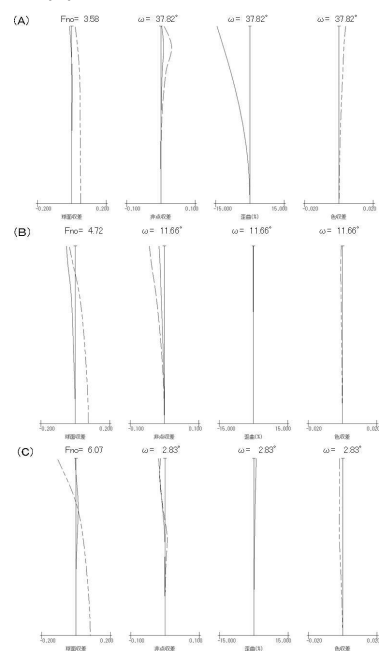 (A)
Fno= 3.58 ω= 37.82° ω= 37.82° ω= 37.82°
-0.200 0.200 -0.100 0.100 -15.000 15.000 -0.020 0.020
球面収差 非点収差 歪曲(%) 色収差
(B)
Fno= 4.72 ω= 11.66° ω= 11.66° ω= 11.66°
-0.200 0.200 -0.100 0.100 -15.000 15.000 -0.020 0.020
球面収差 非点収差 歪曲(%) 色収差
(C)
Fno= 6.07 ω= 2.83° ω= 2.83° ω= 2.83°
-0.200 0.200 -0.100 0.100 -15.000 15.000 -0.020 0.020
球面収差 非点収差 歪曲(%) 色収差